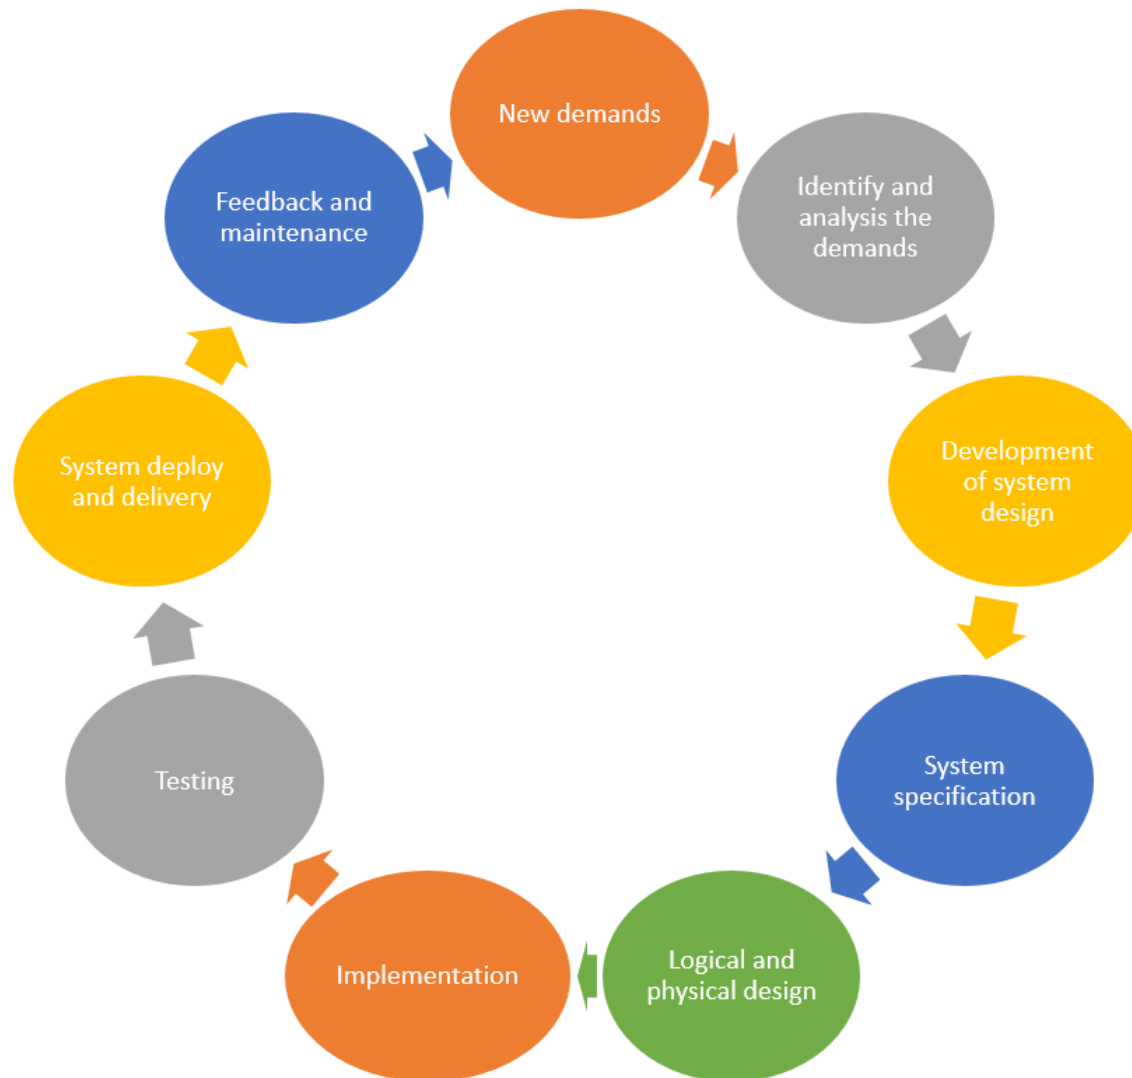 New demands
Identify and
analysis the
demands
Development
of system
design
System
specification
Logical and
physical design
Implementation
Testing
System deploy
and delivery
Feedback and
maintenance